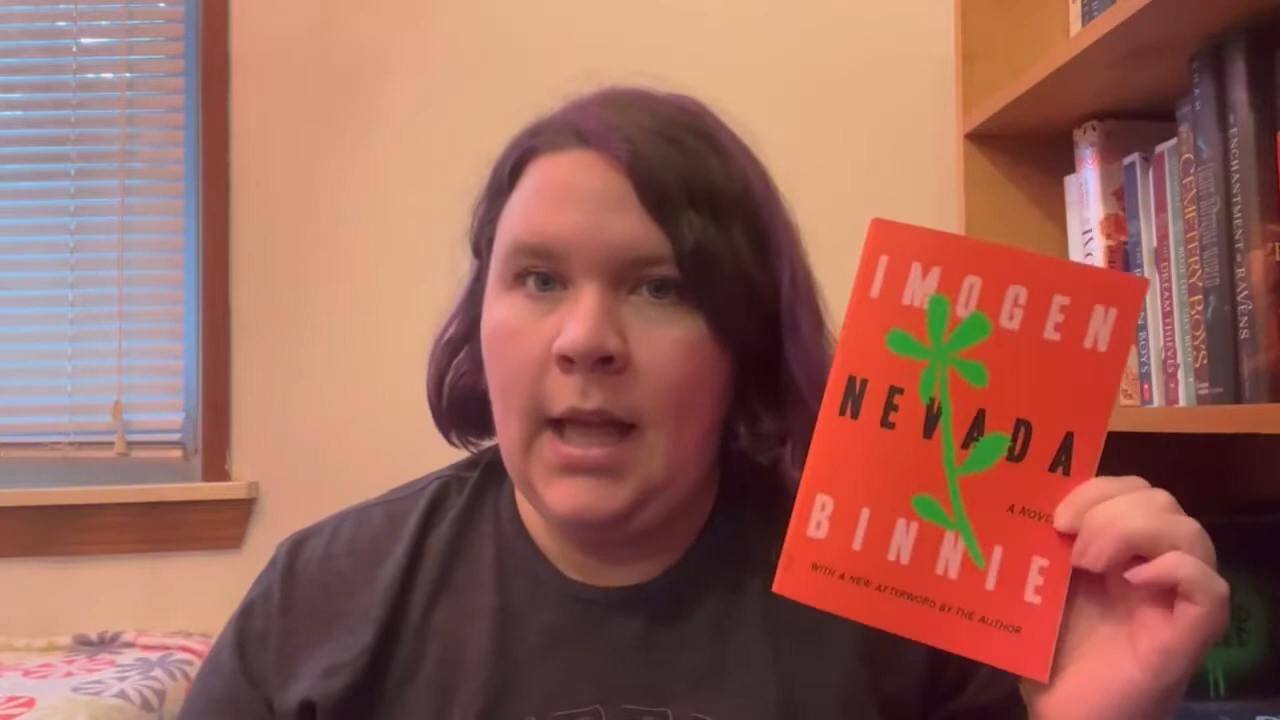 IMOGEN
NEVADA
A NOVEL
BINNIE
WITH A NEW AFTERWORD BY THE AUTHOR
THE DREAM THIEVES
CEMETERY BOYS
ENCHANTMENT OF RAVENS